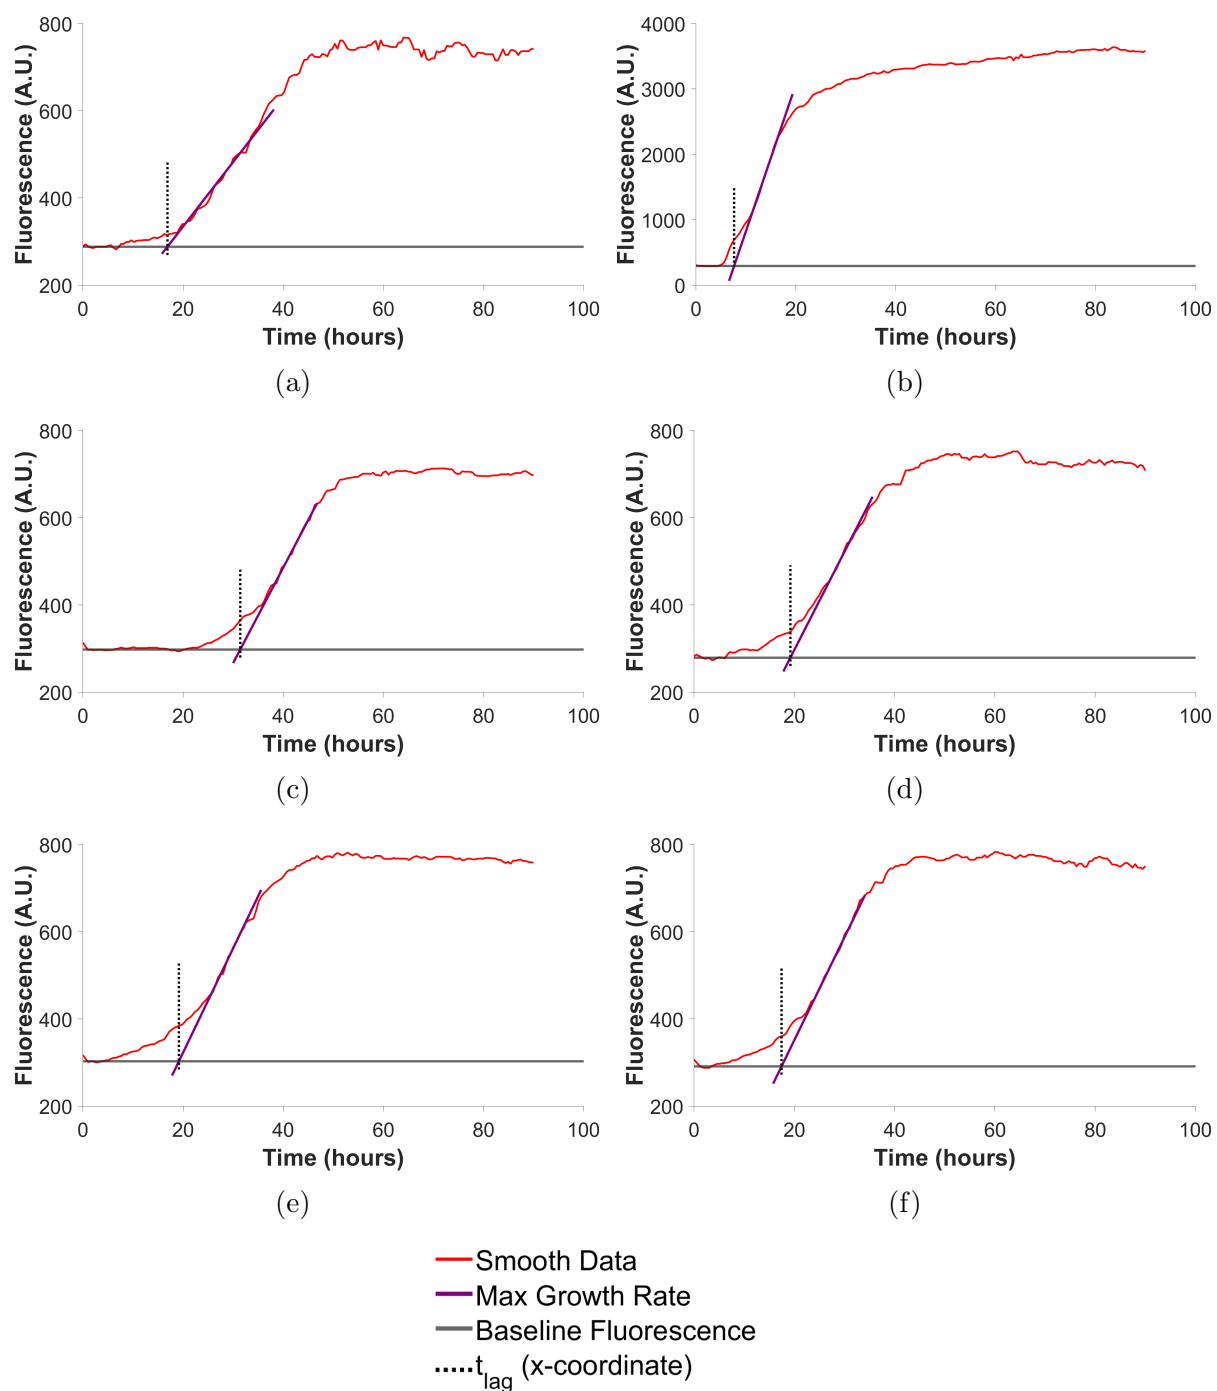 Fluorescence (A.U.)
800
600
400
200
0 20 40 60 80 100
Time (hours)
(a)
Fluorescence (A.U.)
4000
3000
2000
1000
0
0 20 40 60 80 100
Time (hours)
(b)
Fluorescence (A.U.)
800
600
400
200
0 20 40 60 80 100
Time (hours)
(c)
Fluorescence (A.U.)
800
600
400
200
0 20 40 60 80 100
Time (hours)
(d)
Fluorescence (A.U.)
800
600
400
200
0 20 40 60 80 100
Time (hours)
(e)
Fluorescence (A.U.)
800
600
400
200
0 20 40 60 80 100
Time (hours)
(f)
Smooth Data
Max Growth Rate
Baseline Fluorescence
t_lag (x-coordinate)